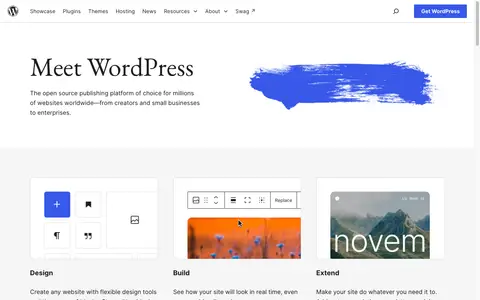 Showcase Plugins Themes Hosting News Resources About Swag ↗ Get WordPress
Meet WordPress
The open source publishing platform of choice for millions
of websites worldwide—from creators and small businesses
to enterprises.
Replace
novem
Design Build Extend
Create any website with flexible design tools
See how your site will look in real time, even
Make your site do whatever you need it to.